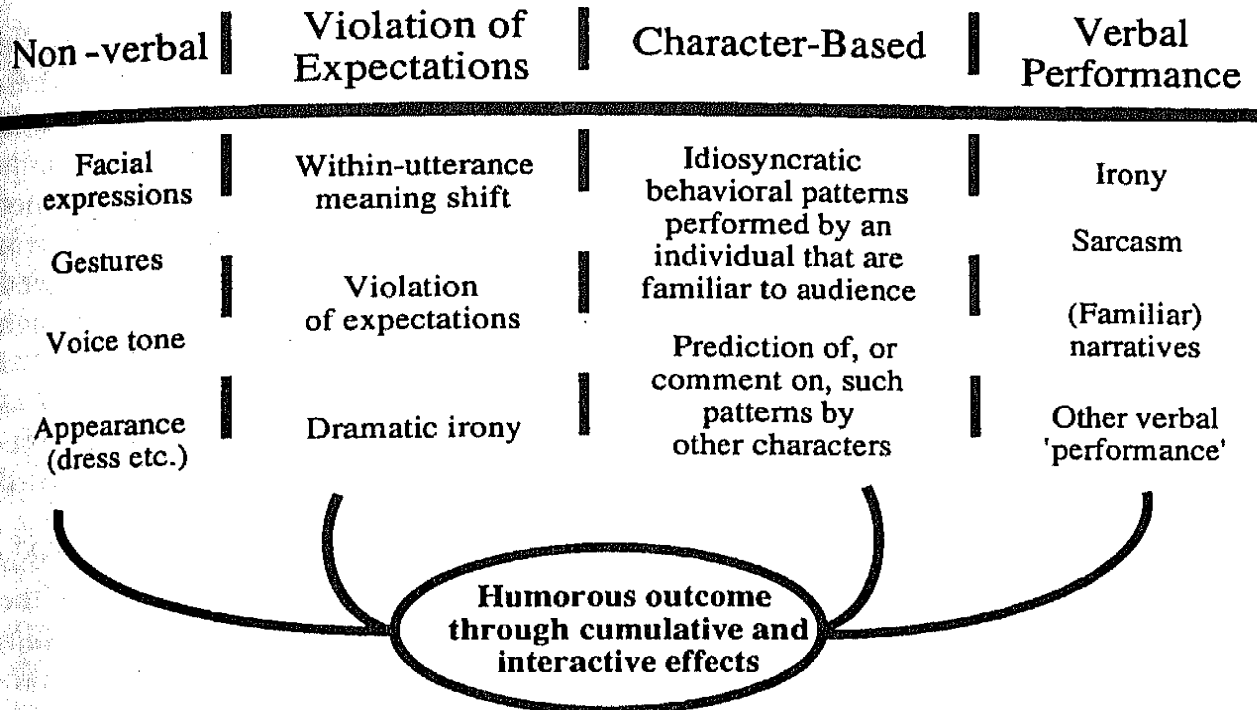 Non-verbal
Violation of
Expectations
Character-Based
Verbal
Performance
Facial
expressions
Gestures
Voice tone
Appearance
(dress etc.)
Within-utterance
meaning shift
Violation
of expectations
Dramatic irony
Idiosyncratic
behavioral patterns
performed by an
individual that are
familiar to audience
Prediction of, or
comment on, such
patterns by
other characters
Irony
Sarcasm
(Familiar)
narratives
Other verbal
'performance'
Humorous outcome
through cumulative and
interactive effects